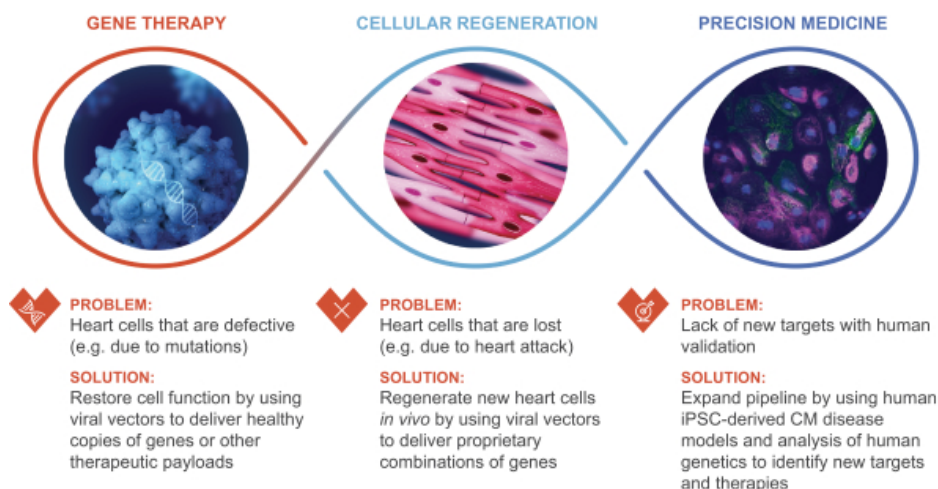 GENE THERAPY
CELLULAR REGENERATION
PRECISION MEDICINE
PROBLEM:
Heart cells that are defective
(e.g. due to mutations)
SOLUTION:
Restore cell function by using
viral vectors to deliver healthy
copies of genes or other
therapeutic payloads
PROBLEM:
Heart cells that are lost
(e.g. due to heart attack)
SOLUTION:
Regenerate new heart cells
in vivo by using viral vectors
to deliver proprietary
combinations of genes
PROBLEM:
Lack of new targets with human
validation
SOLUTION:
Expand pipeline by using human
iPSC-derived CM disease
models and analysis of human
genetics to identify new targets
and therapies